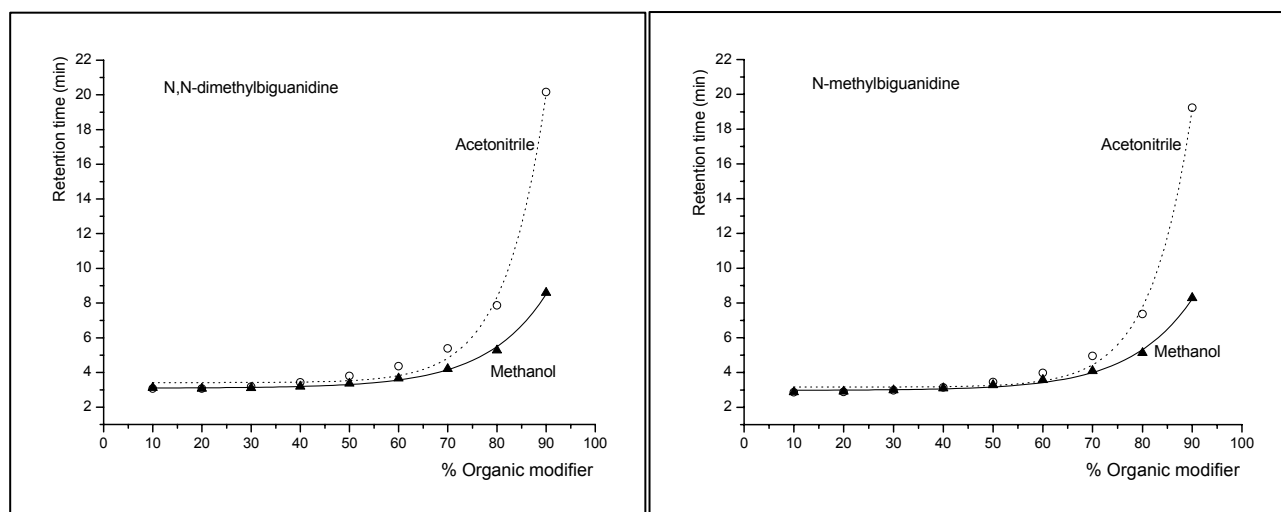 N,N-dimethylbiguanidine
Retention time (min)
22
20
18
16
14
12
10
8
6
4
2
Acetonitrile
Methanol
0 10 20 30 40 50 60 70 80 90 100
% Organic modifier
N-methylbiguanidine
Retention time (min)
22
20
18
16
14
12
10
8
6
4
2
Acetonitrile
Methanol
0 10 20 30 40 50 60 70 80 90 100
% Organic modifier